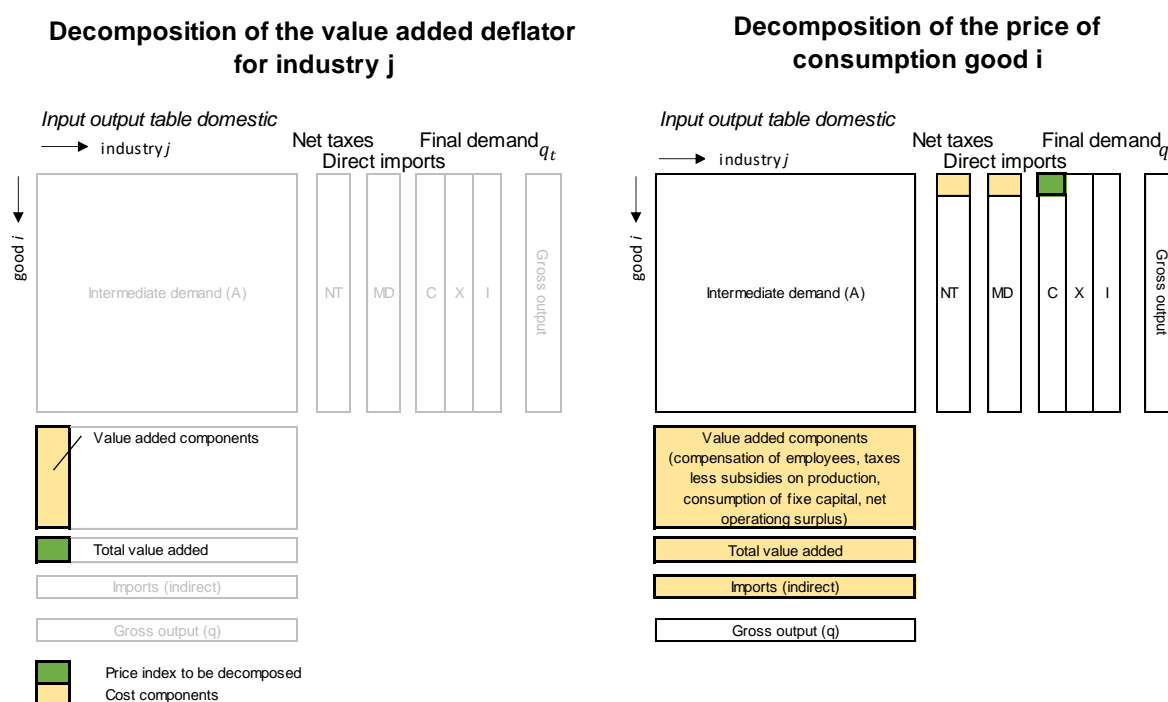 Decomposition of the value added deflator
for industry j
Input output table domestic
industry j
Net taxes
Direct imports
Final demand
qt
good i
Intermediate demand (A)
NT
MD
C
X
I
Gross output
Value added components
Total value added
Imports (indirect)
Gross output (q)
Price index to be decomposed
Cost components
Decomposition of the price of
consumption good i
Input output table domestic
industry j
Net taxes
Direct imports
Final demand
q
good i
Intermediate demand (A)
NT
MD
C
X
I
Gross output
Value added components
(compensation of employees, taxes
less subsidies on production,
consumption of fixe capital, net
operationg surplus)
Total value added
Imports (indirect)
Gross output (q)